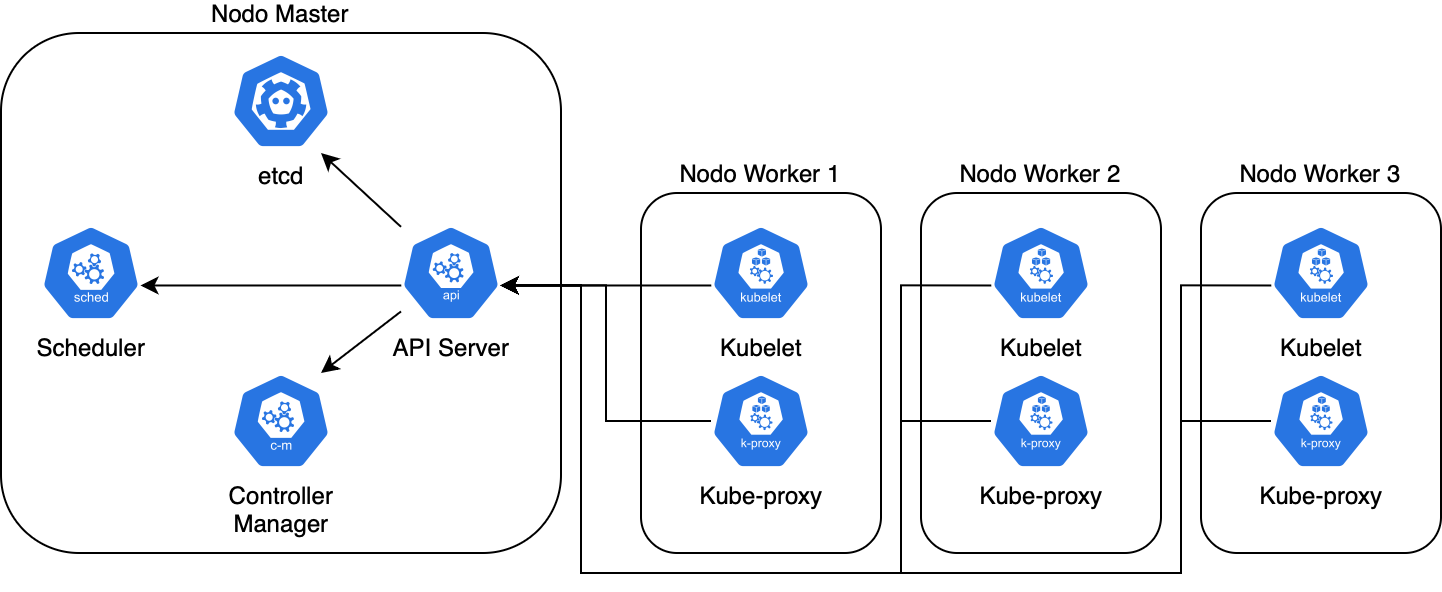 Nodo Master
etcd
sched
Scheduler
api
API Server
c-m
Controller
Manager
Nodo Worker 1
kubelet
Kubelet
k-proxy
Kube-proxy
Nodo Worker 2
kubelet
Kubelet
k-proxy
Kube-proxy
Nodo Worker 3
kubelet
Kubelet
k-proxy
Kube-proxy